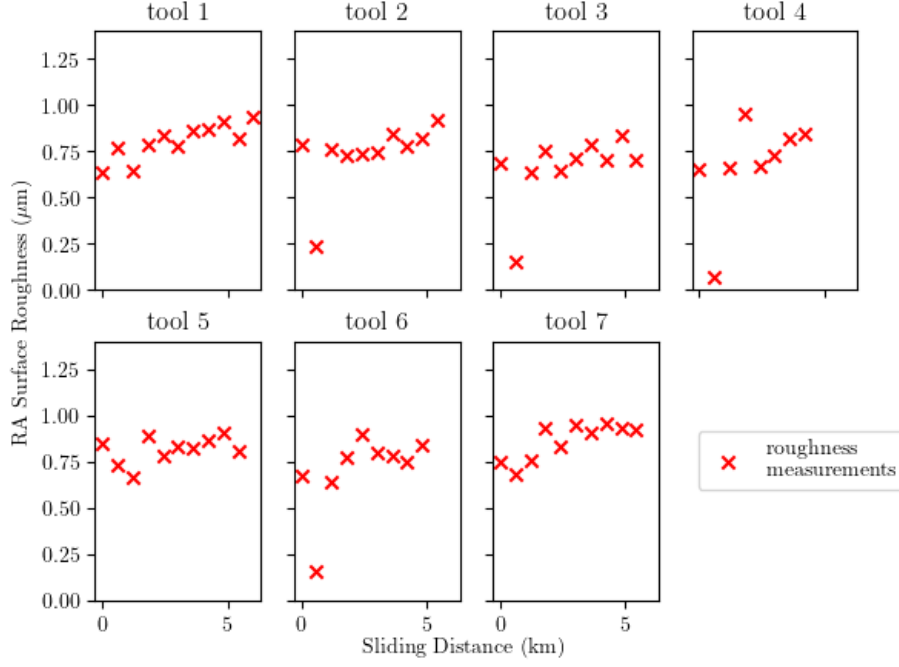 tool 1
tool 2
tool 3
tool 4
1.25
1.00
0.75
0.50
0.25
0.00
RA Surface Roughness (μm)
tool 5
tool 6
tool 7
1.25
1.00
0.75
0.50
0.25
0.00
0
5
0
5
0
5
Sliding Distance (km)
roughness
measurements